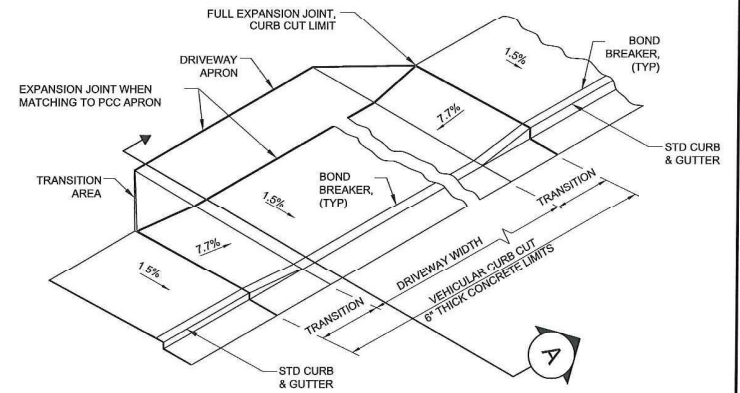 FULL EXPANSION JOINT,
CURB CUT LIMIT
DRIVEWAY
APRON
EXPANSION JOINT WHEN
MATCHING TO PCC APRON
TRANSITION
AREA
1.5%
BOND
BREAKER,
(TYP)
7.7%
STD CURB
& GUTTER
1.5%
BOND
BREAKER,
(TYP)
TRANSITION
7.7%
1.5%
DRIVEWAY WIDTH
VEHICULAR CURB CUT
6" THICK CONCRETE LIMITS
TRANSITION
STD CURB
& GUTTER
A